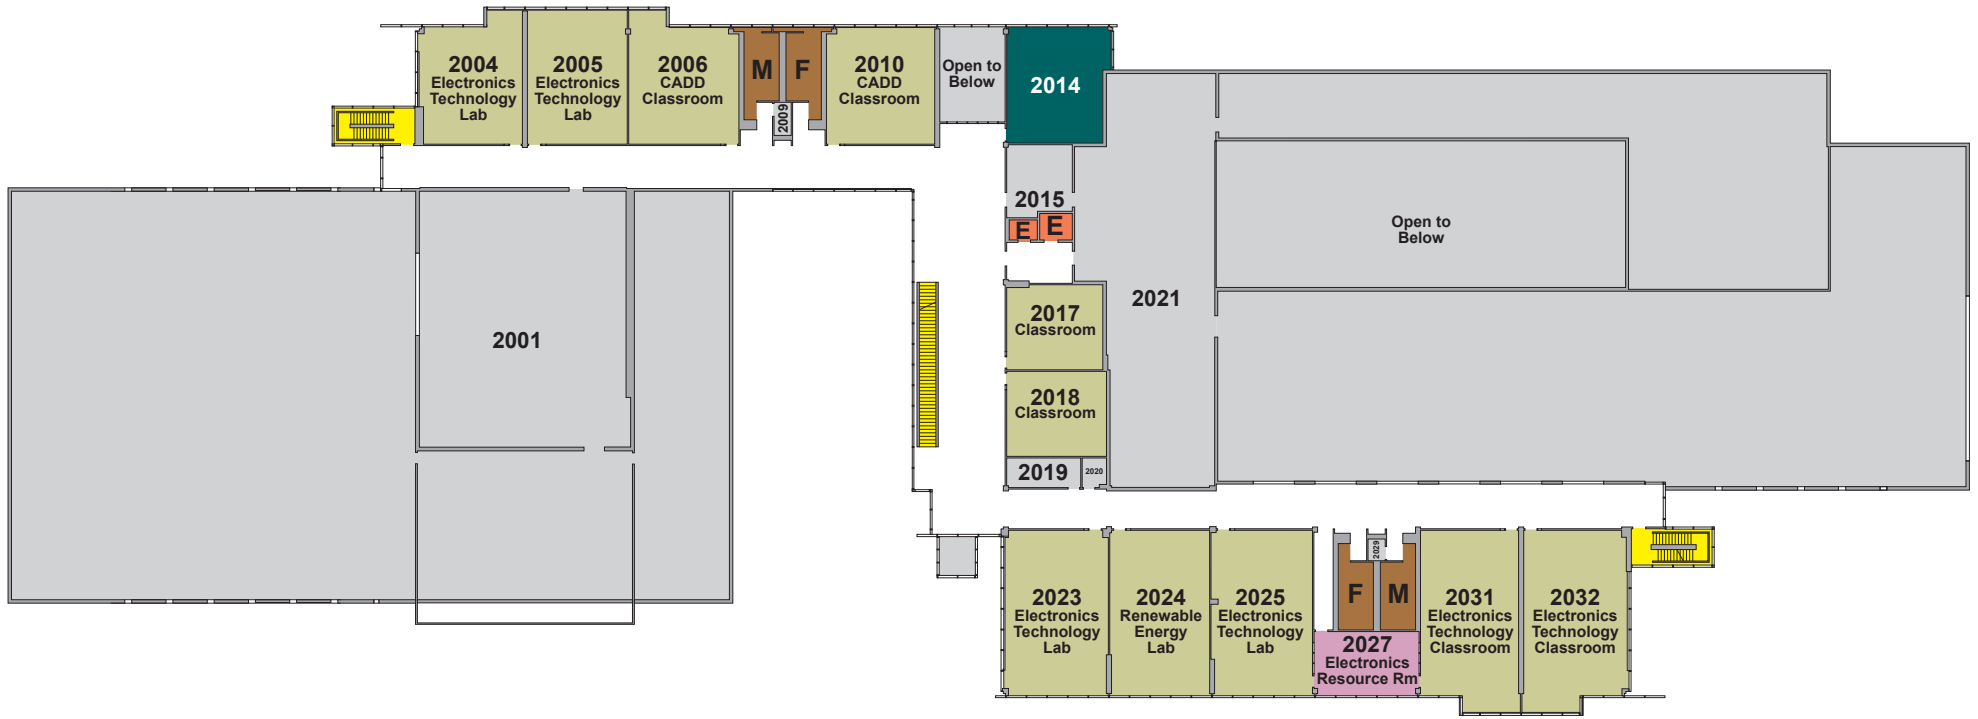 2004
Electronics
Technology
Lab
2005
Electronics
Technology
Lab
2006
CADD
Classroom
M
F
2009
2010
CADD
Classroom
Open to
Below
2014
2015
E
E
Open to
Below
2021
2001
2017
Classroom
2018
Classroom
2019
2020
2023
Electronics
Technology
Lab
2024
Renewable
Energy
Lab
2025
Electronics
Technology
Lab
2029
F
M
2027
Electronics
Resource Rm
2031
Electronics
Technology
Classroom
2032
Electronics
Technology
Classroom